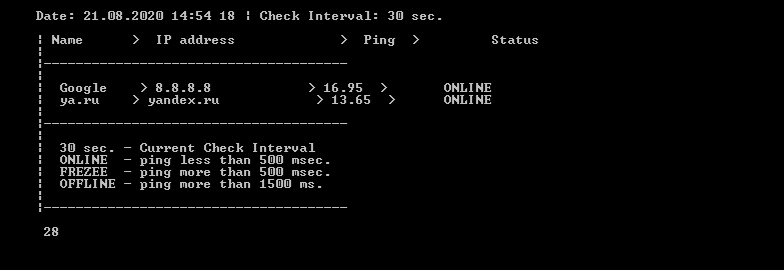 Date: 21.08.2020 14:54 18 ¦ Check Interval: 30 sec.
¦ Name > IP address > Ping > Status
¦
¦--------------------------------------
¦
¦ Google > 8.8.8.8 > 16.95 > ONLINE
¦ ya.ru > yandex.ru > 13.65 > ONLINE
¦
¦--------------------------------------
¦
¦ 30 sec. - Current Check Interval
¦ ONLINE - ping less than 500 msec.
¦ FREZEE - ping more than 500 msec.
¦ OFFLINE - ping more than 1500 ms.
¦
¦--------------------------------------
28